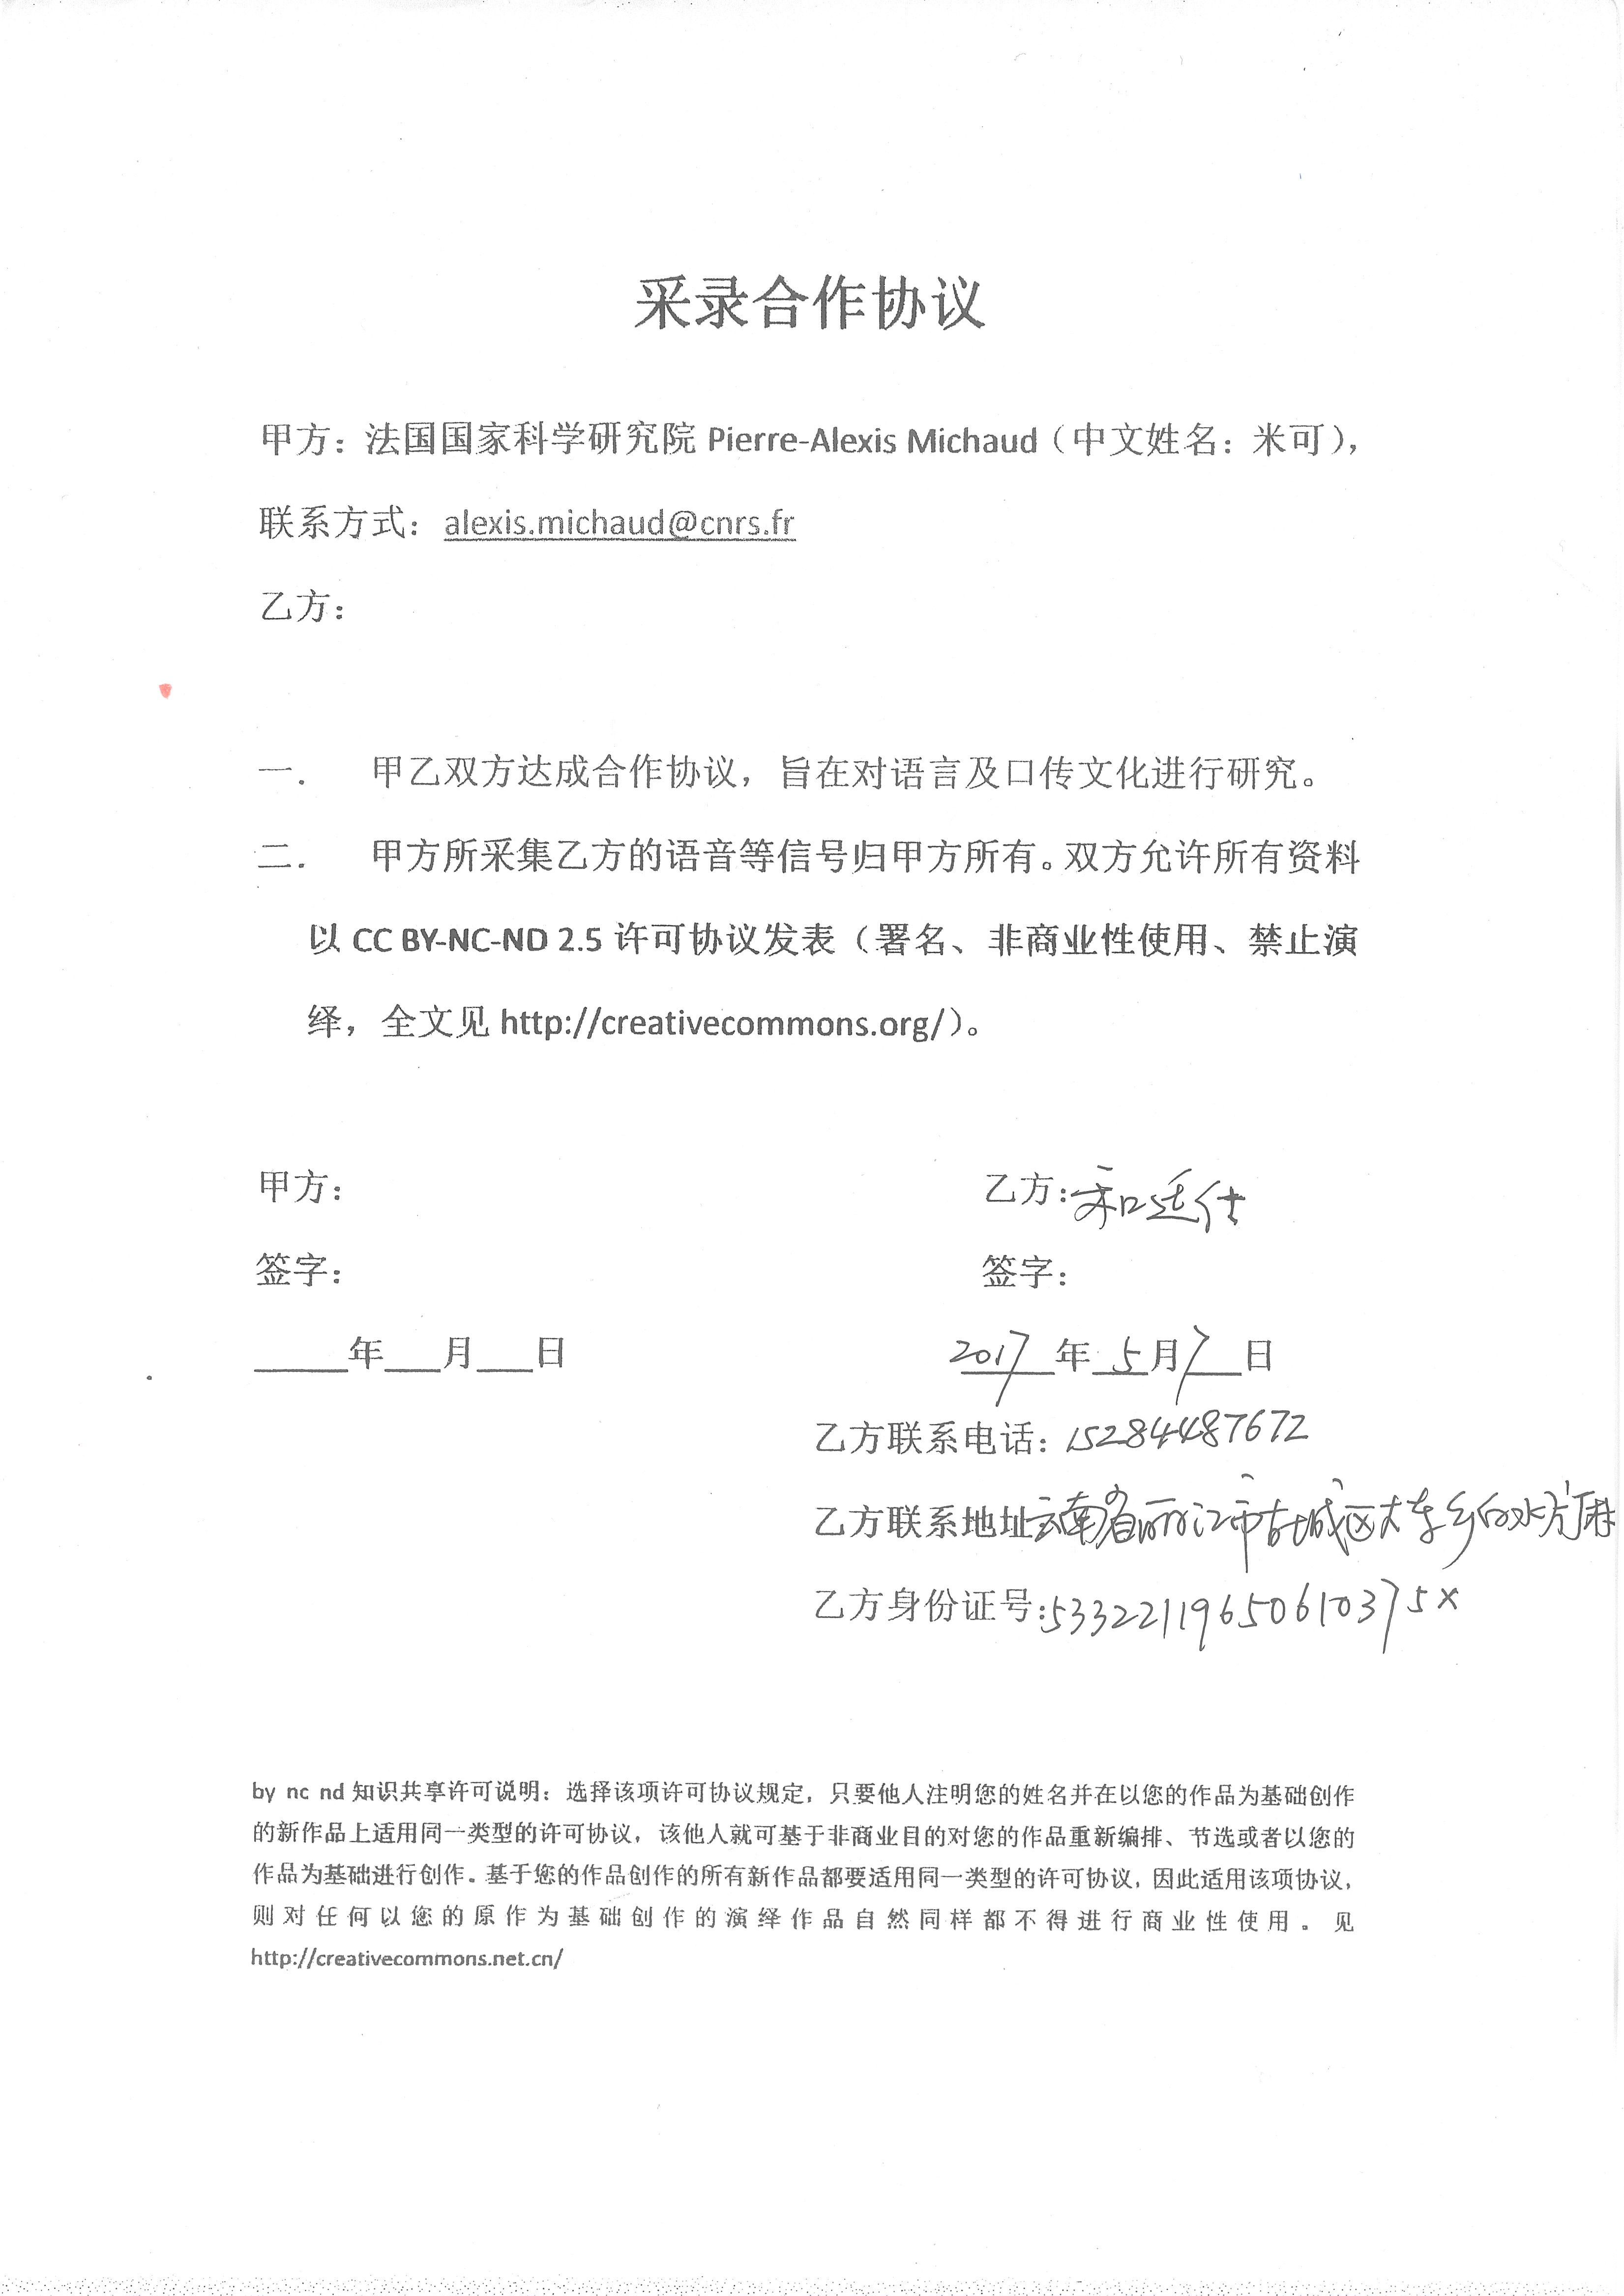 采录合作协议
甲方：法国国家科学研究院 Pierre-Alexis Michaud（中文姓名：米可），
联系方式：alexis.michaud@cnrs.fr
乙方：
一． 甲乙双方达成合作协议，旨在对语言及口传文化进行研究。
二． 甲方所采集乙方的语音等信号归甲方所有。双方允许所有资料
以 CC BY-NC-ND 2.5 许可协议发表（署名、非商业性使用、禁止演
绎，全文见 http://creativecommons.org/）。
甲方： 乙方：和廷仕
签字： 签字：
_____年___月___日 2017 年 5 月 7 日
乙方联系电话：15284487672
乙方联系地址云南省丽江市古城区大东乡白水
乙方身份证号：53322119650610375X
by nc nd 知识共享许可说明：选择该项许可协议规定，只要他人注明您的姓名并在以您的作品为基础创作
的新作品上适用同一类型的许可协议，该他人就可基于非商业目的对您的作品重新编排、节选或者以您的
作品为基础进行创作。基于您的作品创作的所有新作品都要适用同一类型的许可协议，因此适用该项协议，
则对任何以您的原作为基础创作的演绎作品自然同样都不得进行商业性使用。见
http://creativecommons.net.cn/